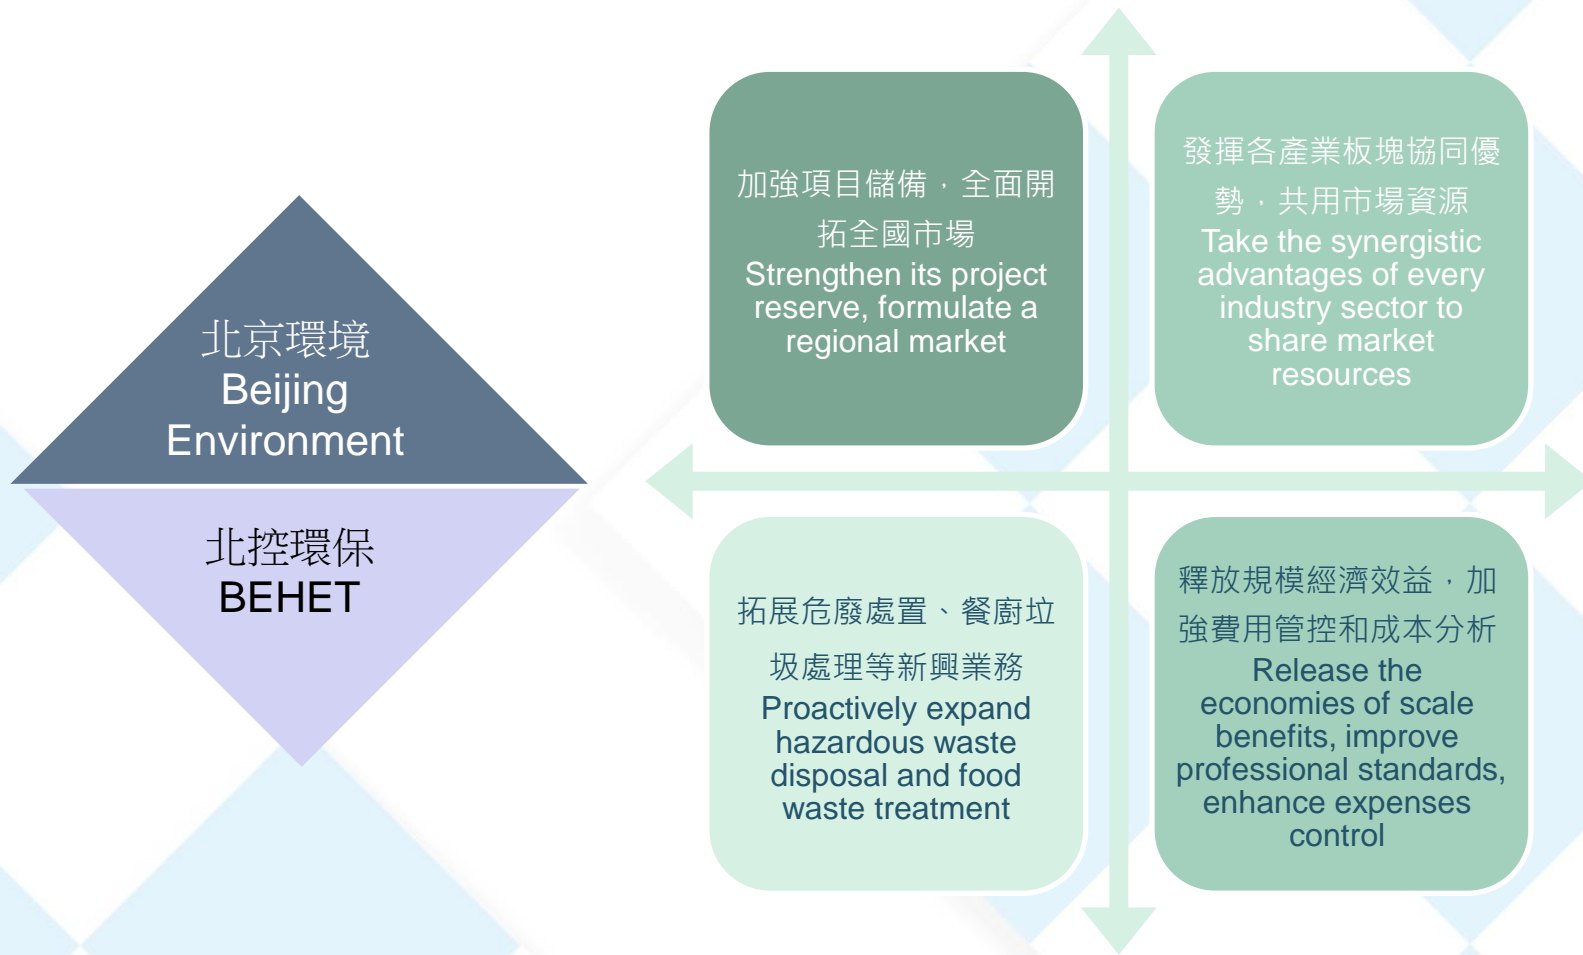 北京環境
Beijing
Environment
北控環保
BEHET
加強項目儲備，全面開
拓全國市場
Strengthen its project
reserve, formulate a
regional market
發揮各產業板塊協同優
勢，共用市場資源
Take the synergistic
advantages of every
industry sector to
share market
resources
拓展危廢處置、餐廚垃
圾處理等新興業務
Proactively expand
hazardous waste
disposal and food
waste treatment
釋放規模經濟效益，加
強費用管控和成本分析
Release the
economies of scale
benefits, improve
professional standards,
enhance expenses
control